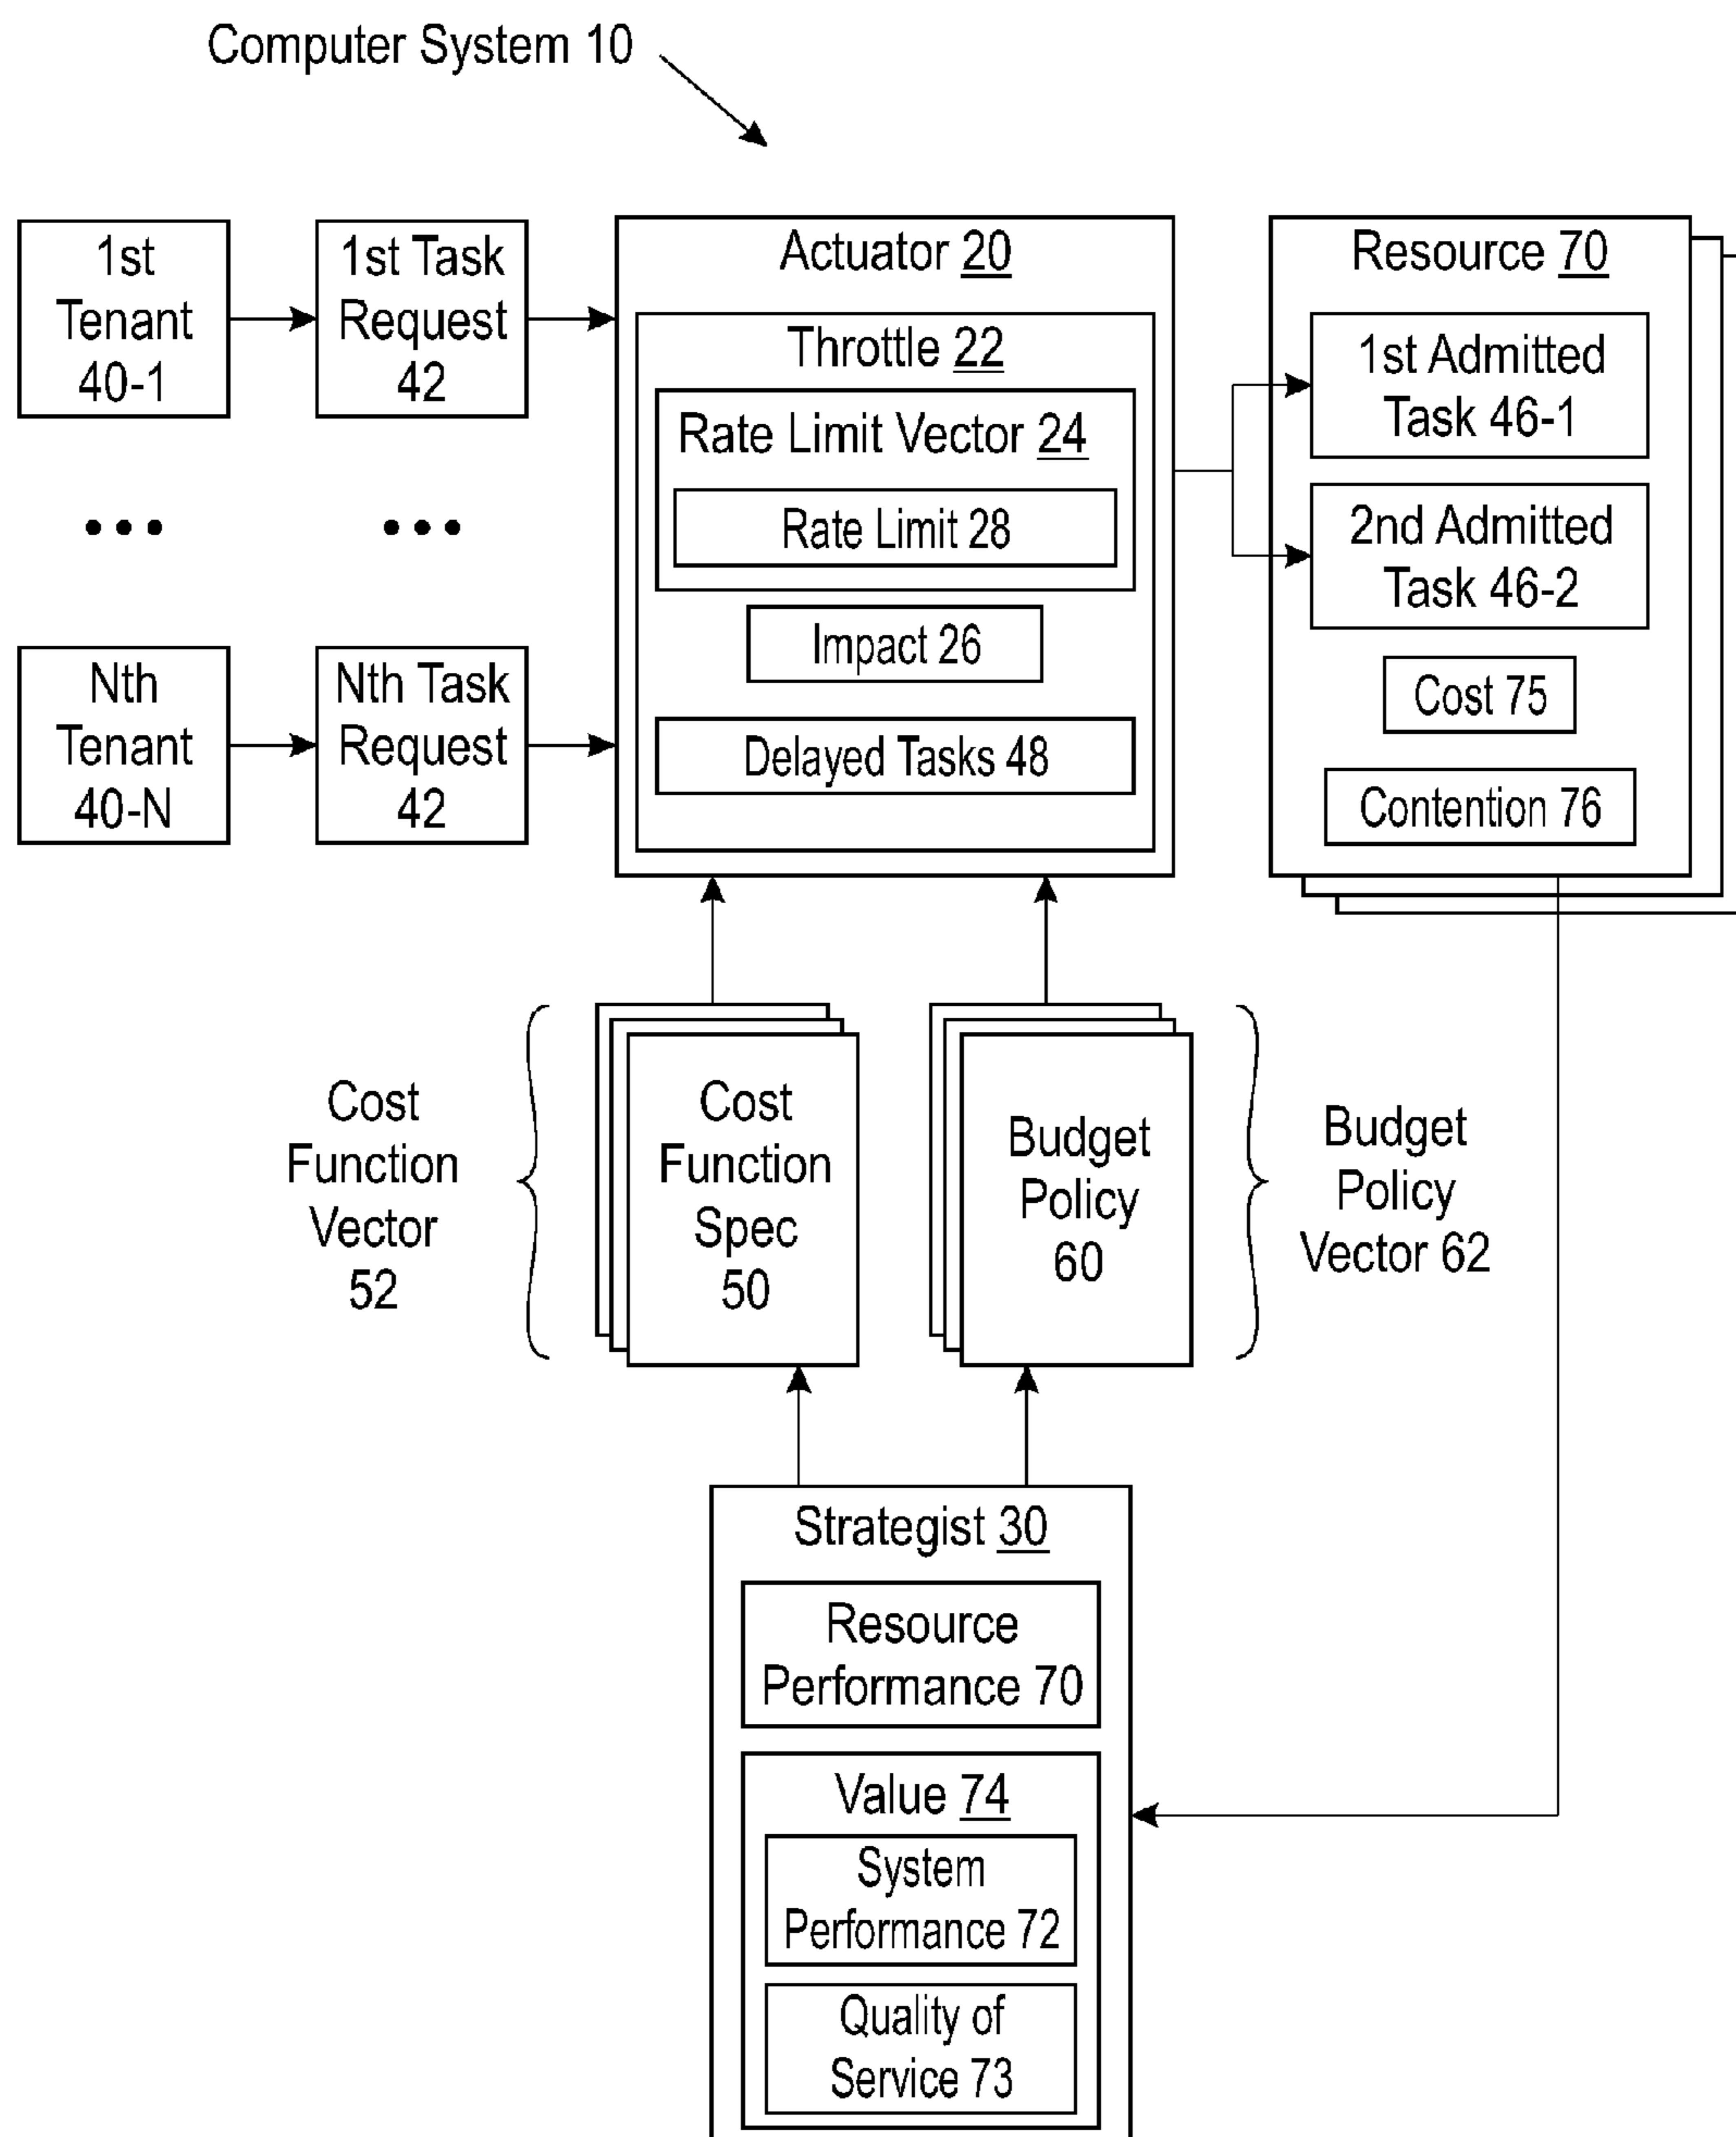 Computer System 10
1st
Tenant
40-1
1st Task
Request
42
• • •
• • •
Nth
Tenant
40-N
Nth Task
Request
42
Actuator 20
Throttle 22
Rate Limit Vector 24
Rate Limit 28
Impact 26
Delayed Tasks 48
Resource 70
1st Admitted
Task 46-1
2nd Admitted
Task 46-2
Cost 75
Contention 76
Cost
Function
Vector
52
Cost
Function
Spec
50
Budget
Policy
60
Budget
Policy
Vector 62
Strategist 30
Resource
Performance 70
Value 74
System
Performance 72
Quality of
Service 73